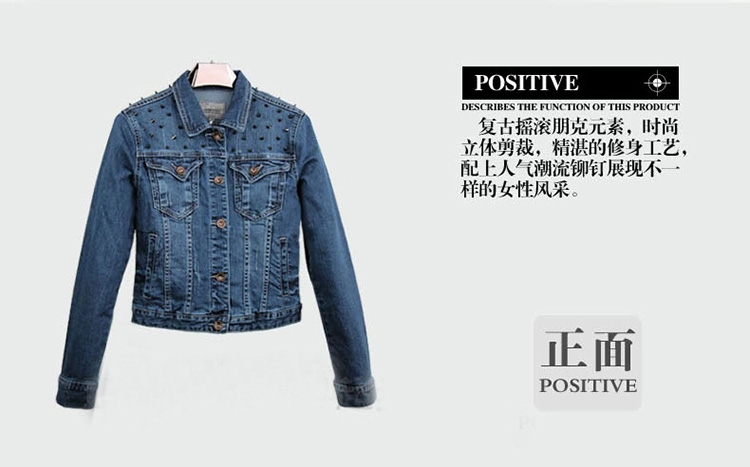 POSITIVE
DESCRIBES THE FUNCTION OF THIS PRODUCT
复古摇滚朋克元素，时尚
立体剪裁，精湛的修身工艺，
配上人气潮流铆钉展现不一
样的女性风采。
正面
POSITIVE